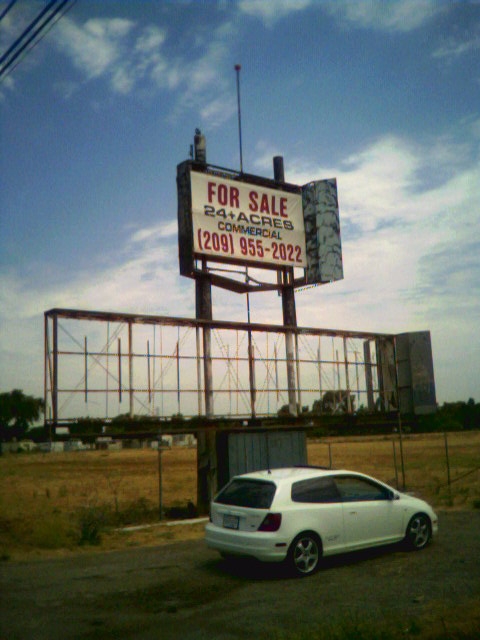 FOR SALE
24+ACRES
COMMERCIAL
(209) 955-2022